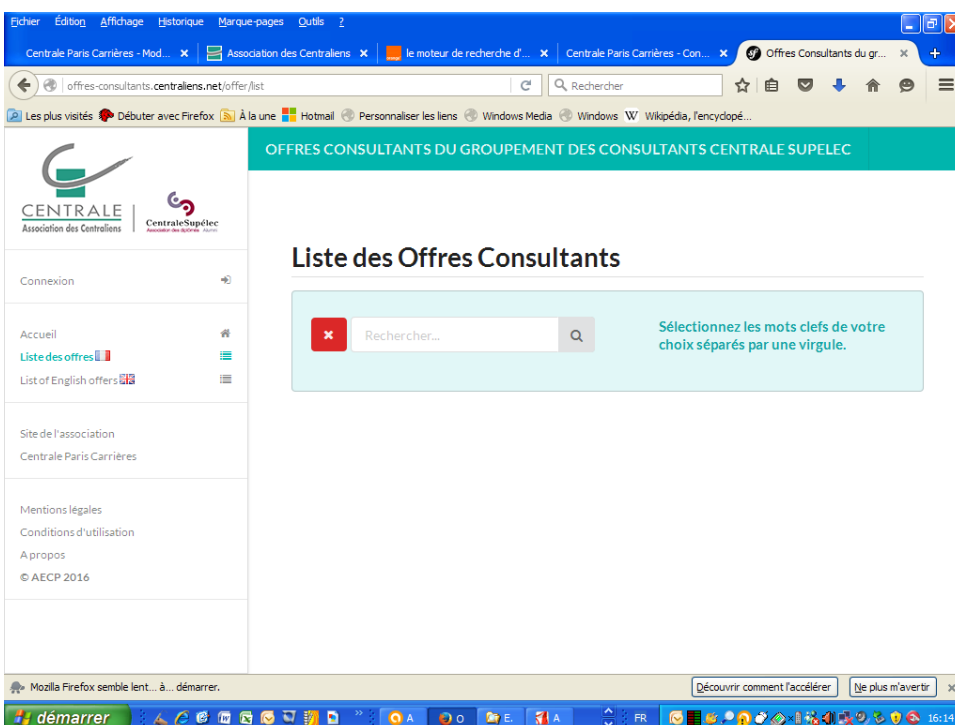 Fichier Édition Affichage Historique Marque-pages Outils ?
Centrale Paris Carrières - Mod... Association des Centraliens le moteur de recherche d'... Centrale Paris Carrières - Con... Offres Consultants du gr...
offres-consultants.centraliens.net/offer/list Rechercher
Les plus visités Débuter avec Firefox À la une Hotmail Personnaliser les liens Windows Media Windows W Wikipédia, l'encyclopé...
OFFRES CONSULTANTS DU GROUPEMENT DES CONSULTANTS CENTRALE SUPELEC
CENTRALE
Association des Centraliens
CentraleSupélec
Liste des Offres Consultants
Connexion
Rechercher...
Sélectionnez les mots clefs de votre
choix séparés par une virgule.
Accueil
Liste des offres
List of English offers
Site de l'association
Centrale Paris Carrières
Mentions légales
Conditions d'utilisation
A propos
© AECP 2016
Mozilla Firefox semble lent... à... démarrer. Découvrir comment l'accélérer Ne plus m'avertir
démarrer A O E. A FR 16:14